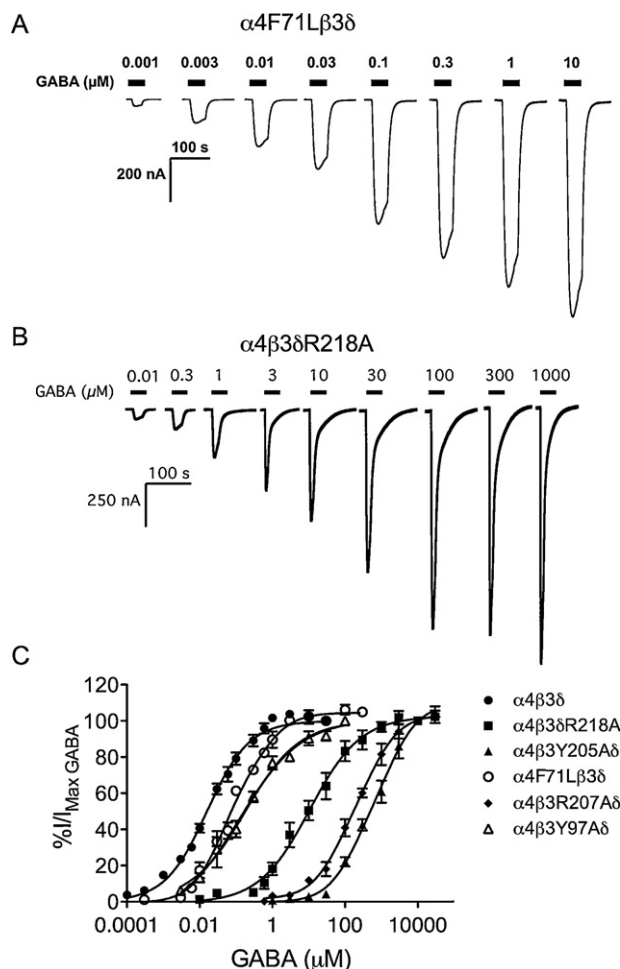 A
α4F71Lβ3δ
0.001 0.003 0.01 0.03 0.1 0.3 1 10
GABA (μM)
100 s
200 nA
B
α4β3δR218A
0.01 0.3 1 3 10 30 100 300 1000
GABA (μM)
100 s
250 nA
C
120
100
80
60
40
20
0
%I/I Max GABA
0.0001 0.01 1 100 10000
GABA (μM)
α4β3δ
α4β3δR218A
α4β3Y205Aδ
α4F71Lβ3δ
α4β3R207Aδ
α4β3Y97Aδ